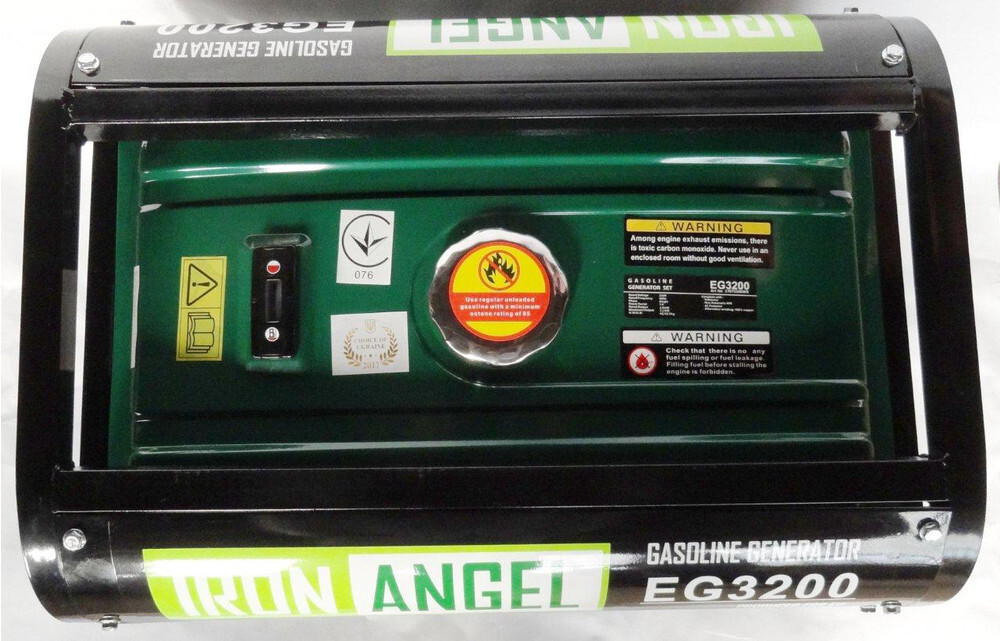 GASOLINE GENERATOR
EG3200
IRON ANGEL
076
CHOICE OF
UKRAINE
2017
Use regular unleaded
gasoline with a minimum
octane rating of 85
WARNING
Among engine exhaust emissions, there
is toxic carbon monoxide. Never use in an
enclosed room without good ventilation.
GASOLINE
GENERATOR SET
EG3200
WARNING
Check that there is no any
fuel spilling or fuel leakage.
Filling fuel before stalling the
engine is forbidden.
IRON ANGEL
GASOLINE GENERATOR
EG3200